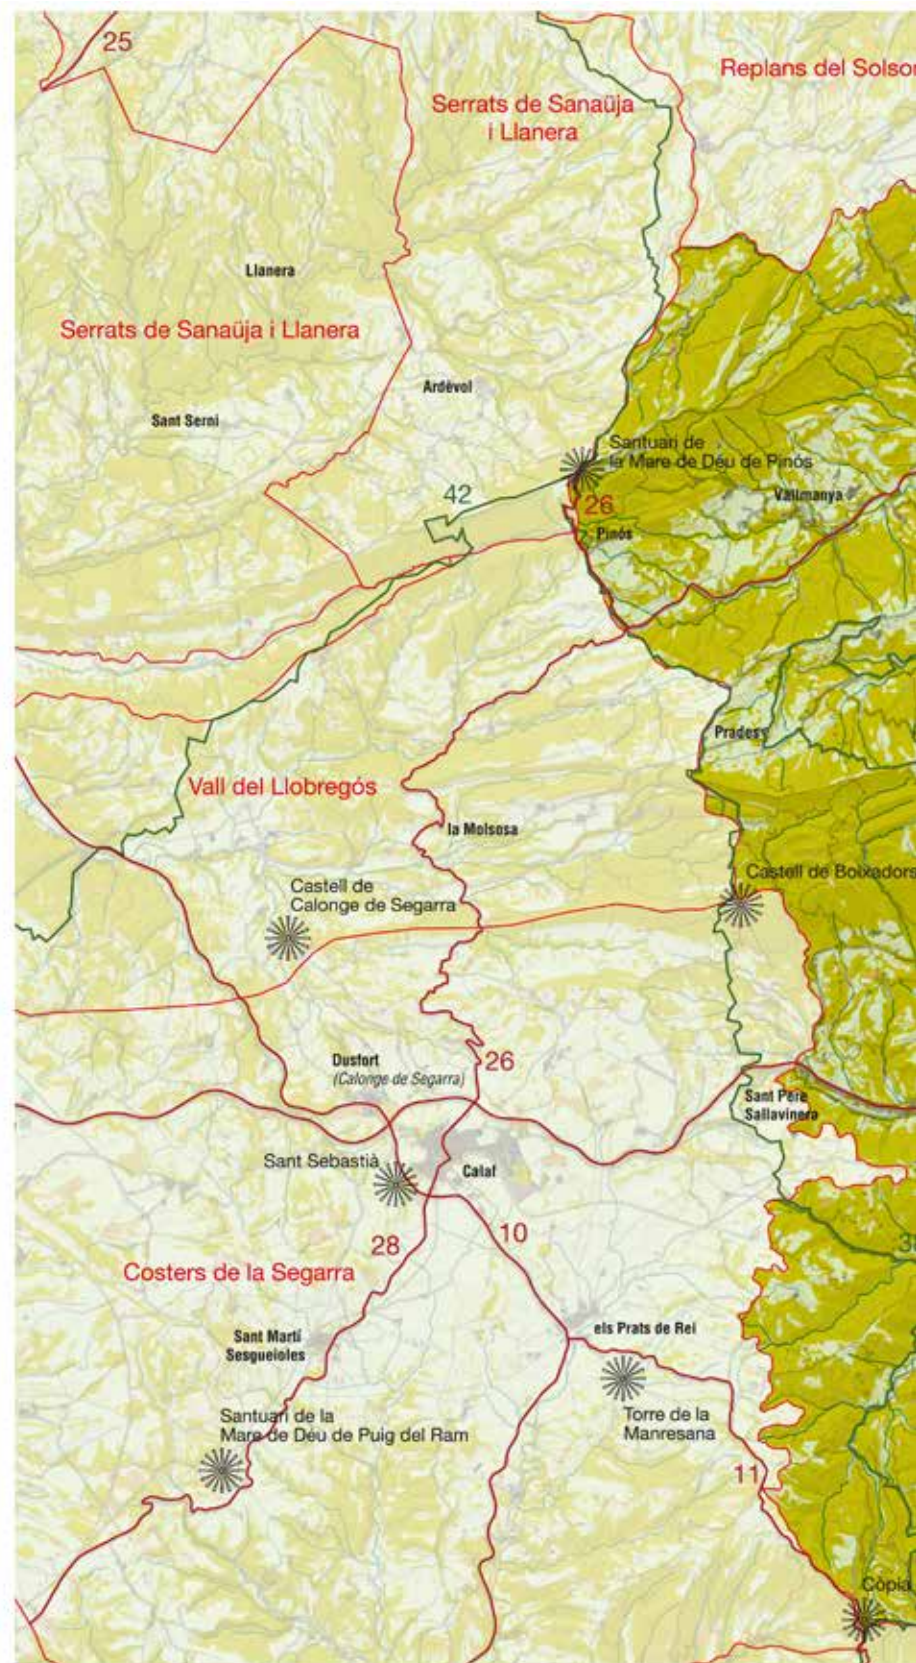 25
Replans del Solson
Serrats de Sanaüja
i Llanera
Llanera
Serrats de Sanaüja i Llanera
Ardèvol
Sant Serni
Santuari de
la Mare de Déu de Pinós
42
26
Vallmanya
Pinós
Prades
Vall del Llobregós
la Molsosa
Castell de Boixadors
Castell de
Calonge de Segarra
26
Dusfort
(Calonge de Segarra)
Sant Pere
Sallavinera
Sant Sebastià
Calaf
28
10
3
Costers de la Segarra
els Prats de Rei
Sant Martí
Sesgueioles
Santuari de la
Mare de Déu de Puig del Ram
Torre de la
Manresana
11
Còpia